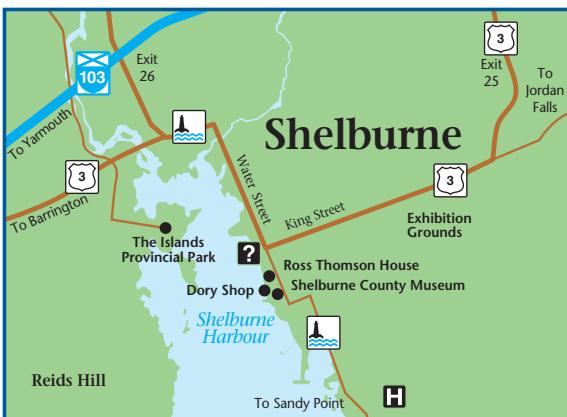 103
Exit
26
3
Exit
25
To
Jordan
Falls
To Yarmouth
Shelburne
3
To Barrington
Water Street
King Street
3
Exhibition
Grounds
The Islands
Provincial Park
?
Ross Thomson House
Dory Shop
Shelburne County Museum
Shelburne
Harbour
Reids Hill
To Sandy Point
H